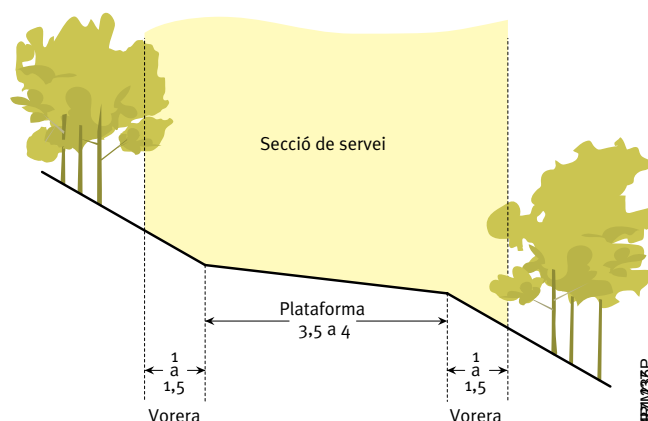 Secció de servei
Plataforma
3,5 a 4
1
a
1,5
1
a
1,5
Vorera
Vorera